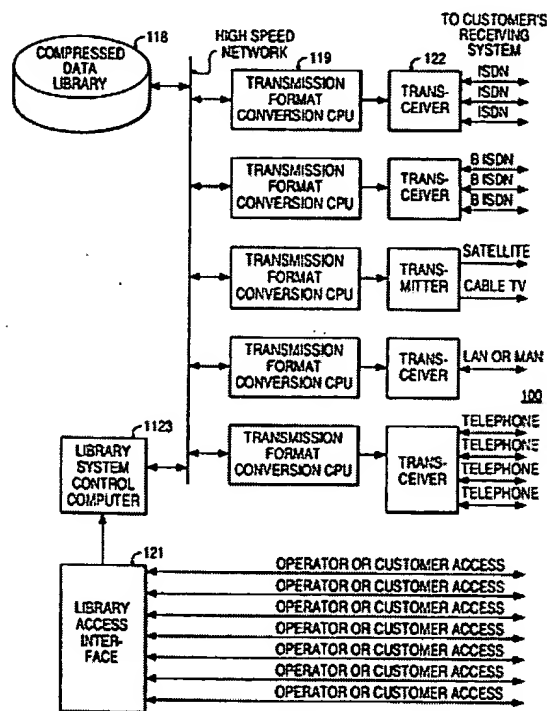 118
COMPRESSED
DATA
LIBRARY
HIGH SPEED
NETWORK
TO CUSTOMER'S
RECEIVING
SYSTEM
119
TRANSMISSION
FORMAT
CONVERSION CPU
122
TRANS-
CEIVER
ISDN
ISDN
ISDN
TRANSMISSION
FORMAT
CONVERSION CPU
TRANS-
CEIVER
B ISDN
B ISDN
B ISDN
TRANSMISSION
FORMAT
CONVERSION CPU
TRANS-
MITTER
SATELLITE
CABLE TV
TRANSMISSION
FORMAT
CONVERSION CPU
TRANS-
CEIVER
LAN OR MAN
100
1123
LIBRARY
SYSTEM
CONTROL
COMPUTER
TRANSMISSION
FORMAT
CONVERSION CPU
TRANS-
CEIVER
TELEPHONE
TELEPHONE
TELEPHONE
TELEPHONE
121
LIBRARY
ACCESS
INTER-
FACE
OPERATOR OR CUSTOMER ACCESS
OPERATOR OR CUSTOMER ACCESS
OPERATOR OR CUSTOMER ACCESS
OPERATOR OR CUSTOMER ACCESS
OPERATOR OR CUSTOMER ACCESS
OPERATOR OR CUSTOMER ACCESS
OPERATOR OR CUSTOMER ACCESS